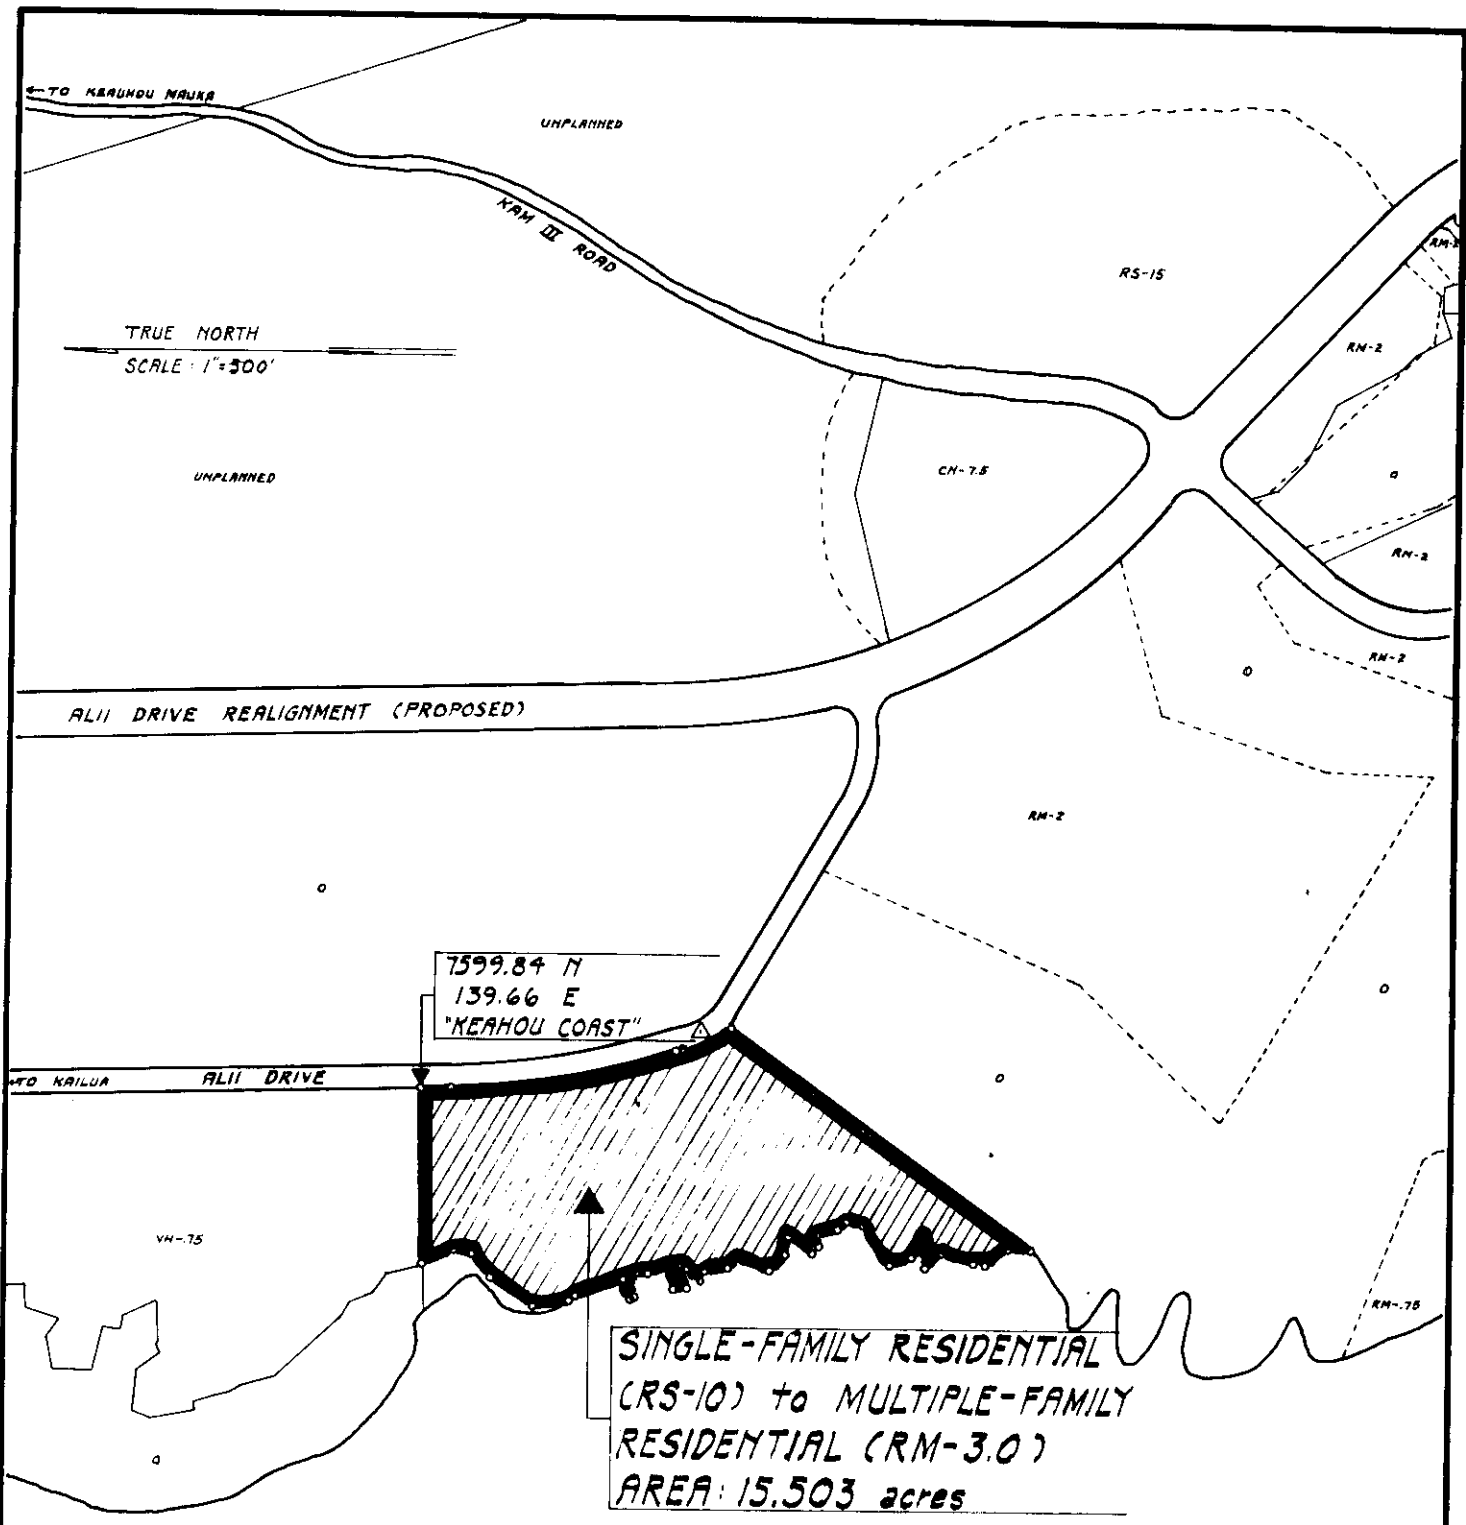 ←TO KEAUHOU MAUKA
UNPLANNED
KAM III ROAD
RS-15
RM-2
TRUE NORTH
SCALE : 1"=500'
RM-2
UNPLANNED
CN-7.5
O
RM-2
RM-2
O
ALII DRIVE REALIGNMENT (PROPOSED)
RM-2
O
7599.84 N
139.66 E
"KEAHOU COAST"
O
←TO KAILUA
ALII DRIVE
O
VH-.75
RM-.75
SINGLE-FAMILY RESIDENTIAL
(RS-10) to MULTIPLE-FAMILY
RESIDENTIAL (RM-3.0)
AREA: 15.503 acres
O